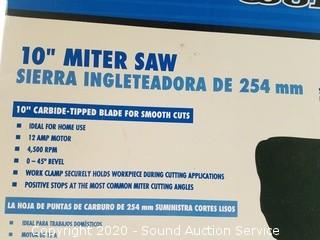 10" MITER SAW
SIERRA INGLETEADORA DE 254 mm
10" CARBIDE-TIPPED BLADE FOR SMOOTH CUTS
IDEAL FOR HOME USE
12 AMP MOTOR
4,500 RPM
0 – 45° BEVEL
WORK CLAMP SECURELY HOLDS WORKPIECE DURING CUTTING APPLICATIONS
POSITIVE STOPS AT THE MOST COMMON MITER CUTTING ANGLES
LA HOJA DE PUNTAS DE CARBURO DE 254 mm SUMINISTRA CORTES LISOS
IDEAL PARA TRABAJOS DOMÉSTICOS
MOTOR
Copyright 2020 - Sound Auction Service